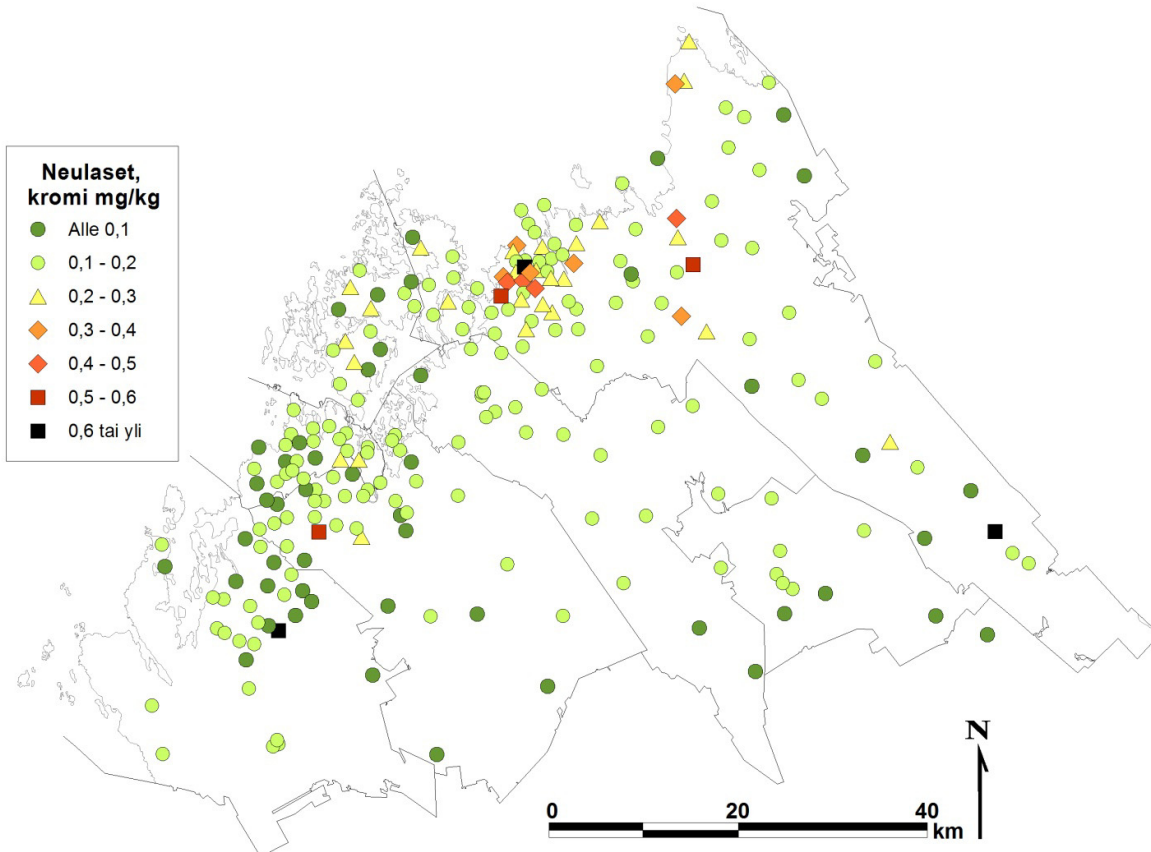 Neulaset,
kromi mg/kg
Alle 0,1
0,1 - 0,2
0,2 - 0,3
0,3 - 0,4
0,4 - 0,5
0,5 - 0,6
0,6 tai yli
N
0 20 40
km